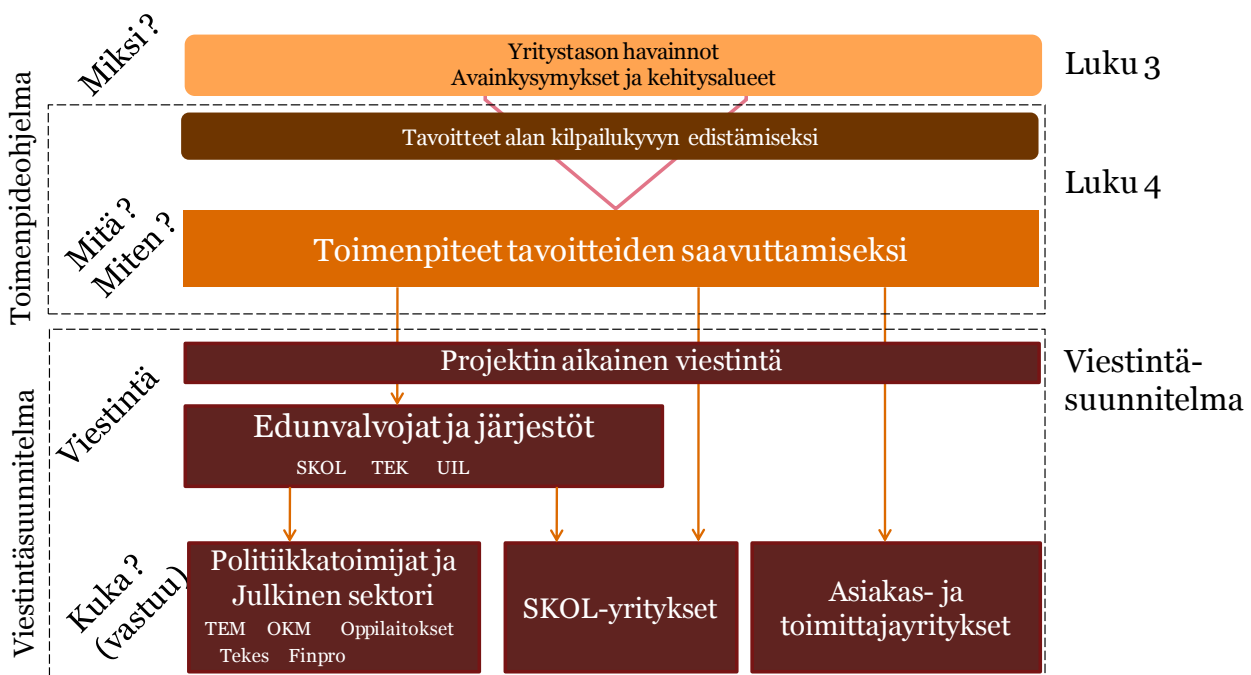 Miksi ?
Yritystason havainnot
Avainkysymykset ja kehitysalueet
Luku 3
Toimenpideohjelma
Tavoitteet alan kilpailukyvyn edistämiseksi
Luku 4
Mitä ?
Miten ?
Toimenpiteet tavoitteiden saavuttamiseksi
Viestintäsuunnitelma
Viestintä
Projektin aikainen viestintä
Viestintä-
suunnitelma
Edunvalvojat ja järjestöt
SKOL TEK UIL
Kuka ?
(vastuu)
Politiikkatoimijat ja
Julkinen sektori
TEM OKM Oppilaitokset
Tekes Finpro
SKOL-yritykset
Asiakas- ja
toimittajayritykset